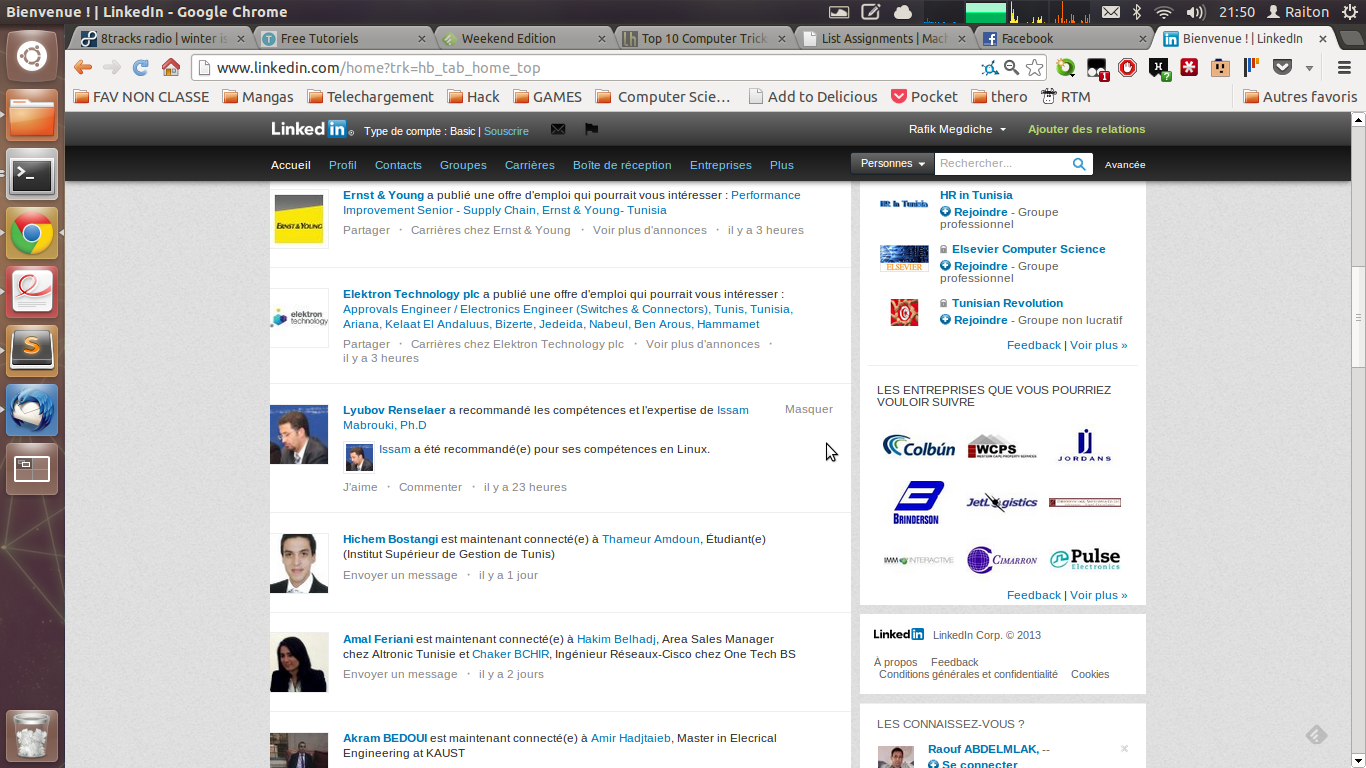 Bienvenue ! | LinkedIn - Google Chrome
21:50
Raiton
8tracks radio | winter is
Free Tutoriels
Weekend Edition
Top 10 Computer Trick
List Assignments | Mach
Facebook
Bienvenue ! | LinkedIn
www.linkedin.com/home?trk=hb_tab_home_top
FAV NON CLASSE
Mangas
Telechargement
Hack
GAMES
Computer Scie...
Add to Delicious
Pocket
thero
RTM
Autres favoris
LinkedIn
Type de compte : Basic | Souscrire
Rafik Megdiche
Ajouter des relations
Accueil
Profil
Contacts
Groupes
Carrières
Boîte de réception
Entreprises
Plus
Personnes
Rechercher...
Avancée
ERNST & YOUNG
Ernst & Young a publié une offre d'emploi qui pourrait vous intéresser : Performance
Improvement Senior - Supply Chain, Ernst & Young- Tunisia
Partager · Carrières chez Ernst & Young · Voir plus d'annonces · il y a 3 heures
elektron
technology
Elektron Technology plc a publié une offre d'emploi qui pourrait vous intéresser :
Approvals Engineer / Electronics Engineer (Switches & Connectors), Tunis, Tunisia,
Ariana, Kelaat El Andaluus, Bizerte, Jedeida, Nabeul, Ben Arous, Hammamet
Partager · Carrières chez Elektron Technology plc · Voir plus d'annonces ·
il y a 3 heures
Lyubov Renselaer a recommandé les compétences et l'expertise de Issam
Mabrouki, Ph.D
Masquer
Issam a été recommandé(e) pour ses compétences en Linux.
J'aime · Commenter · il y a 23 heures
Hichem Bostangi est maintenant connecté(e) à Thameur Amdoun, Étudiant(e)
(Institut Supérieur de Gestion de Tunis)
Envoyer un message · il y a 1 jour
Amal Feriani est maintenant connecté(e) à Hakim Belhadj, Area Sales Manager
chez Altronic Tunisie et Chaker BCHIR, Ingénieur Réseaux-Cisco chez One Tech BS
Envoyer un message · il y a 2 jours
Akram BEDOUI est maintenant connecté(e) à Amir Hadjtaieb, Master in Elecrical
Engineering at KAUST
HR in Tunisia
HR in Tunisia
Rejoindre - Groupe
professionnel
ELSEVIER
Elsevier Computer Science
Rejoindre - Groupe
professionnel
Tunisian Revolution
Rejoindre - Groupe non lucratif
Feedback | Voir plus »
LES ENTREPRISES QUE VOUS POURRIEZ
VOULOIR SUIVRE
Colbún
WCPS
JORDANS
BRINDERSON
JetLogistics
IMM INTERACTIVE
CIMARRON
Pulse
Electronics
Feedback | Voir plus »
LinkedIn
LinkedIn Corp. © 2013
À propos
Feedback
Conditions générales et confidentialité
Cookies
LES CONNAISSEZ-VOUS ?
Raouf ABDELMLAK, --
Se connecter